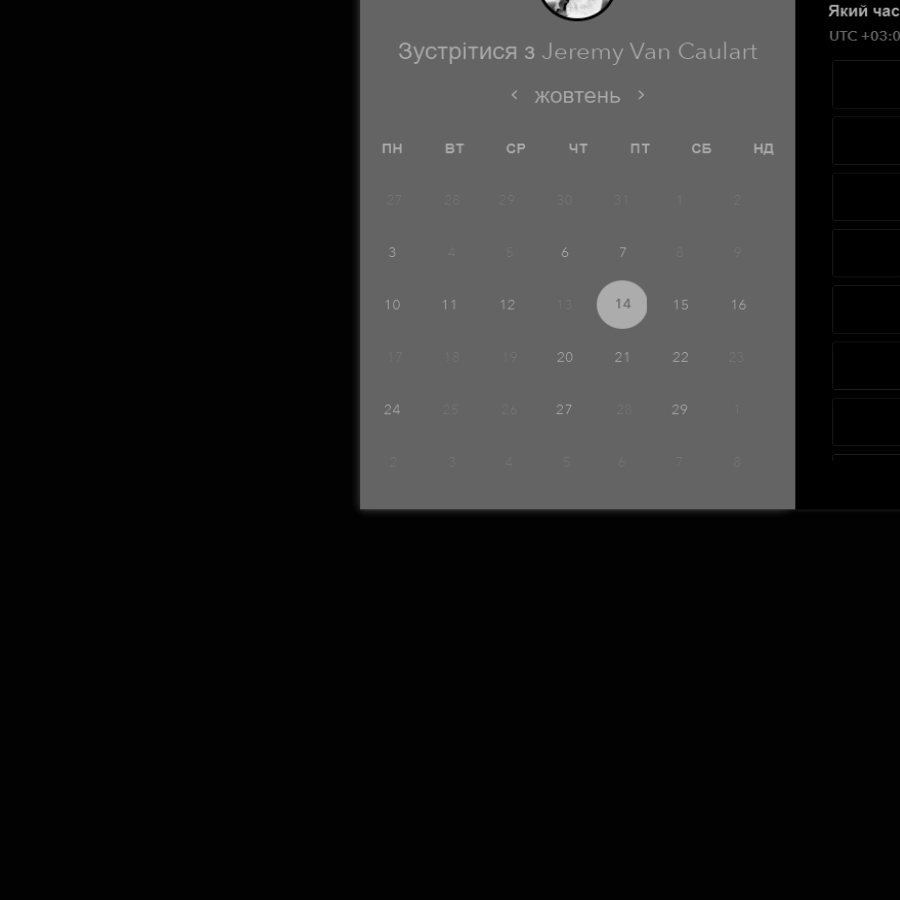 Який час
UTC +03:0
Зустрітися з Jeremy Van Caulart
< жовтень >
ПН ВТ СР ЧТ ПТ СБ НД
27 28 29 30 31 1 2
3 4 5 6 7 8 9
10 11 12 13 14 15 16
17 18 19 20 21 22 23
24 25 26 27 28 29 1
2 3 4 5 6 7 8